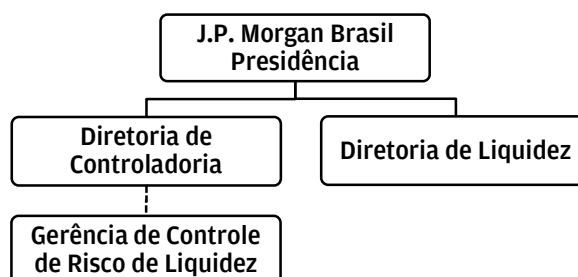 J.P. Morgan Brasil
Presidência
Diretoria de
Controladoria
Diretoria de Liquidez
Gerência de Controle
de Risco de Liquidez